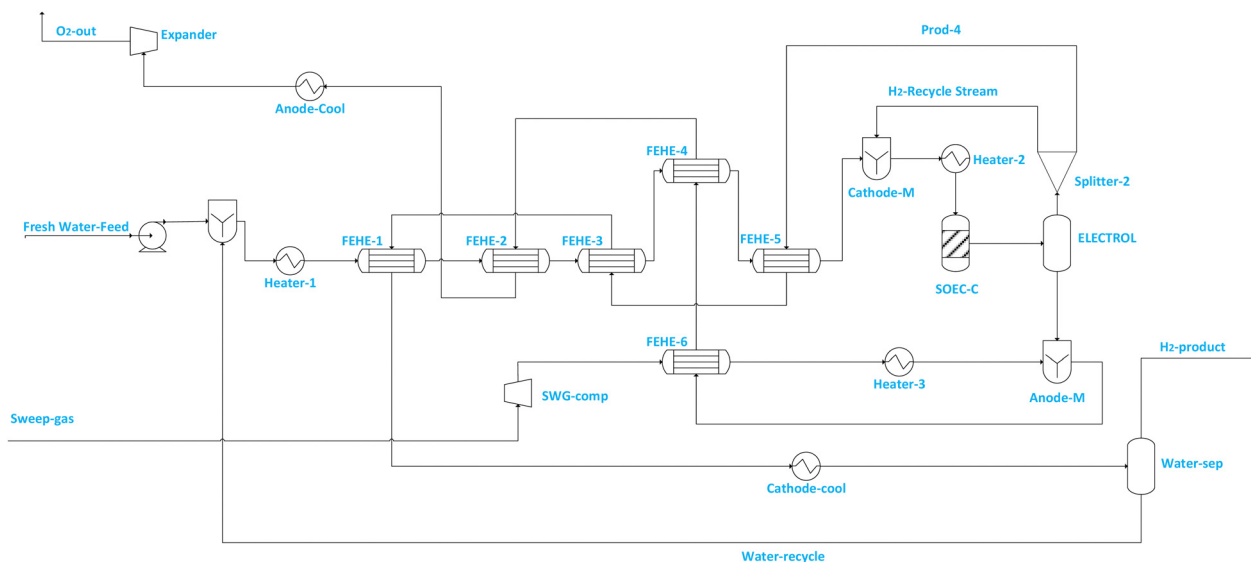 O2-out
Expander
Prod-4
H2-Recycle Stream
Anode-Cool
FEHE-4
Heater-2
Splitter-2
Cathode-M
Fresh Water-Feed
FEHE-1
FEHE-2
FEHE-3
FEHE-5
ELECTROL
Heater-1
SOEC-C
FEHE-6
H2-product
Heater-3
SWG-comp
Anode-M
Sweep-gas
Water-sep
Cathode-cool
Water-recycle